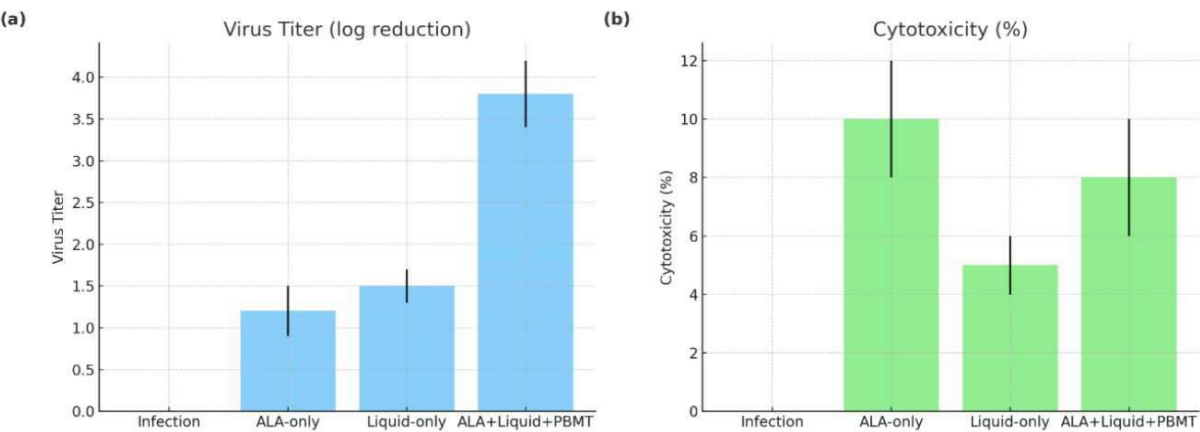 (a)
Virus Titer (log reduction)
Virus Titer
4.0
3.5
3.0
2.5
2.0
1.5
1.0
0.5
0.0
Infection ALA-only Liquid-only ALA+Liquid+PBMT
(b)
Cytotoxicity (%)
Cytotoxicity (%)
12
10
8
6
4
2
0
Infection ALA-only Liquid-only ALA+Liquid+PBMT